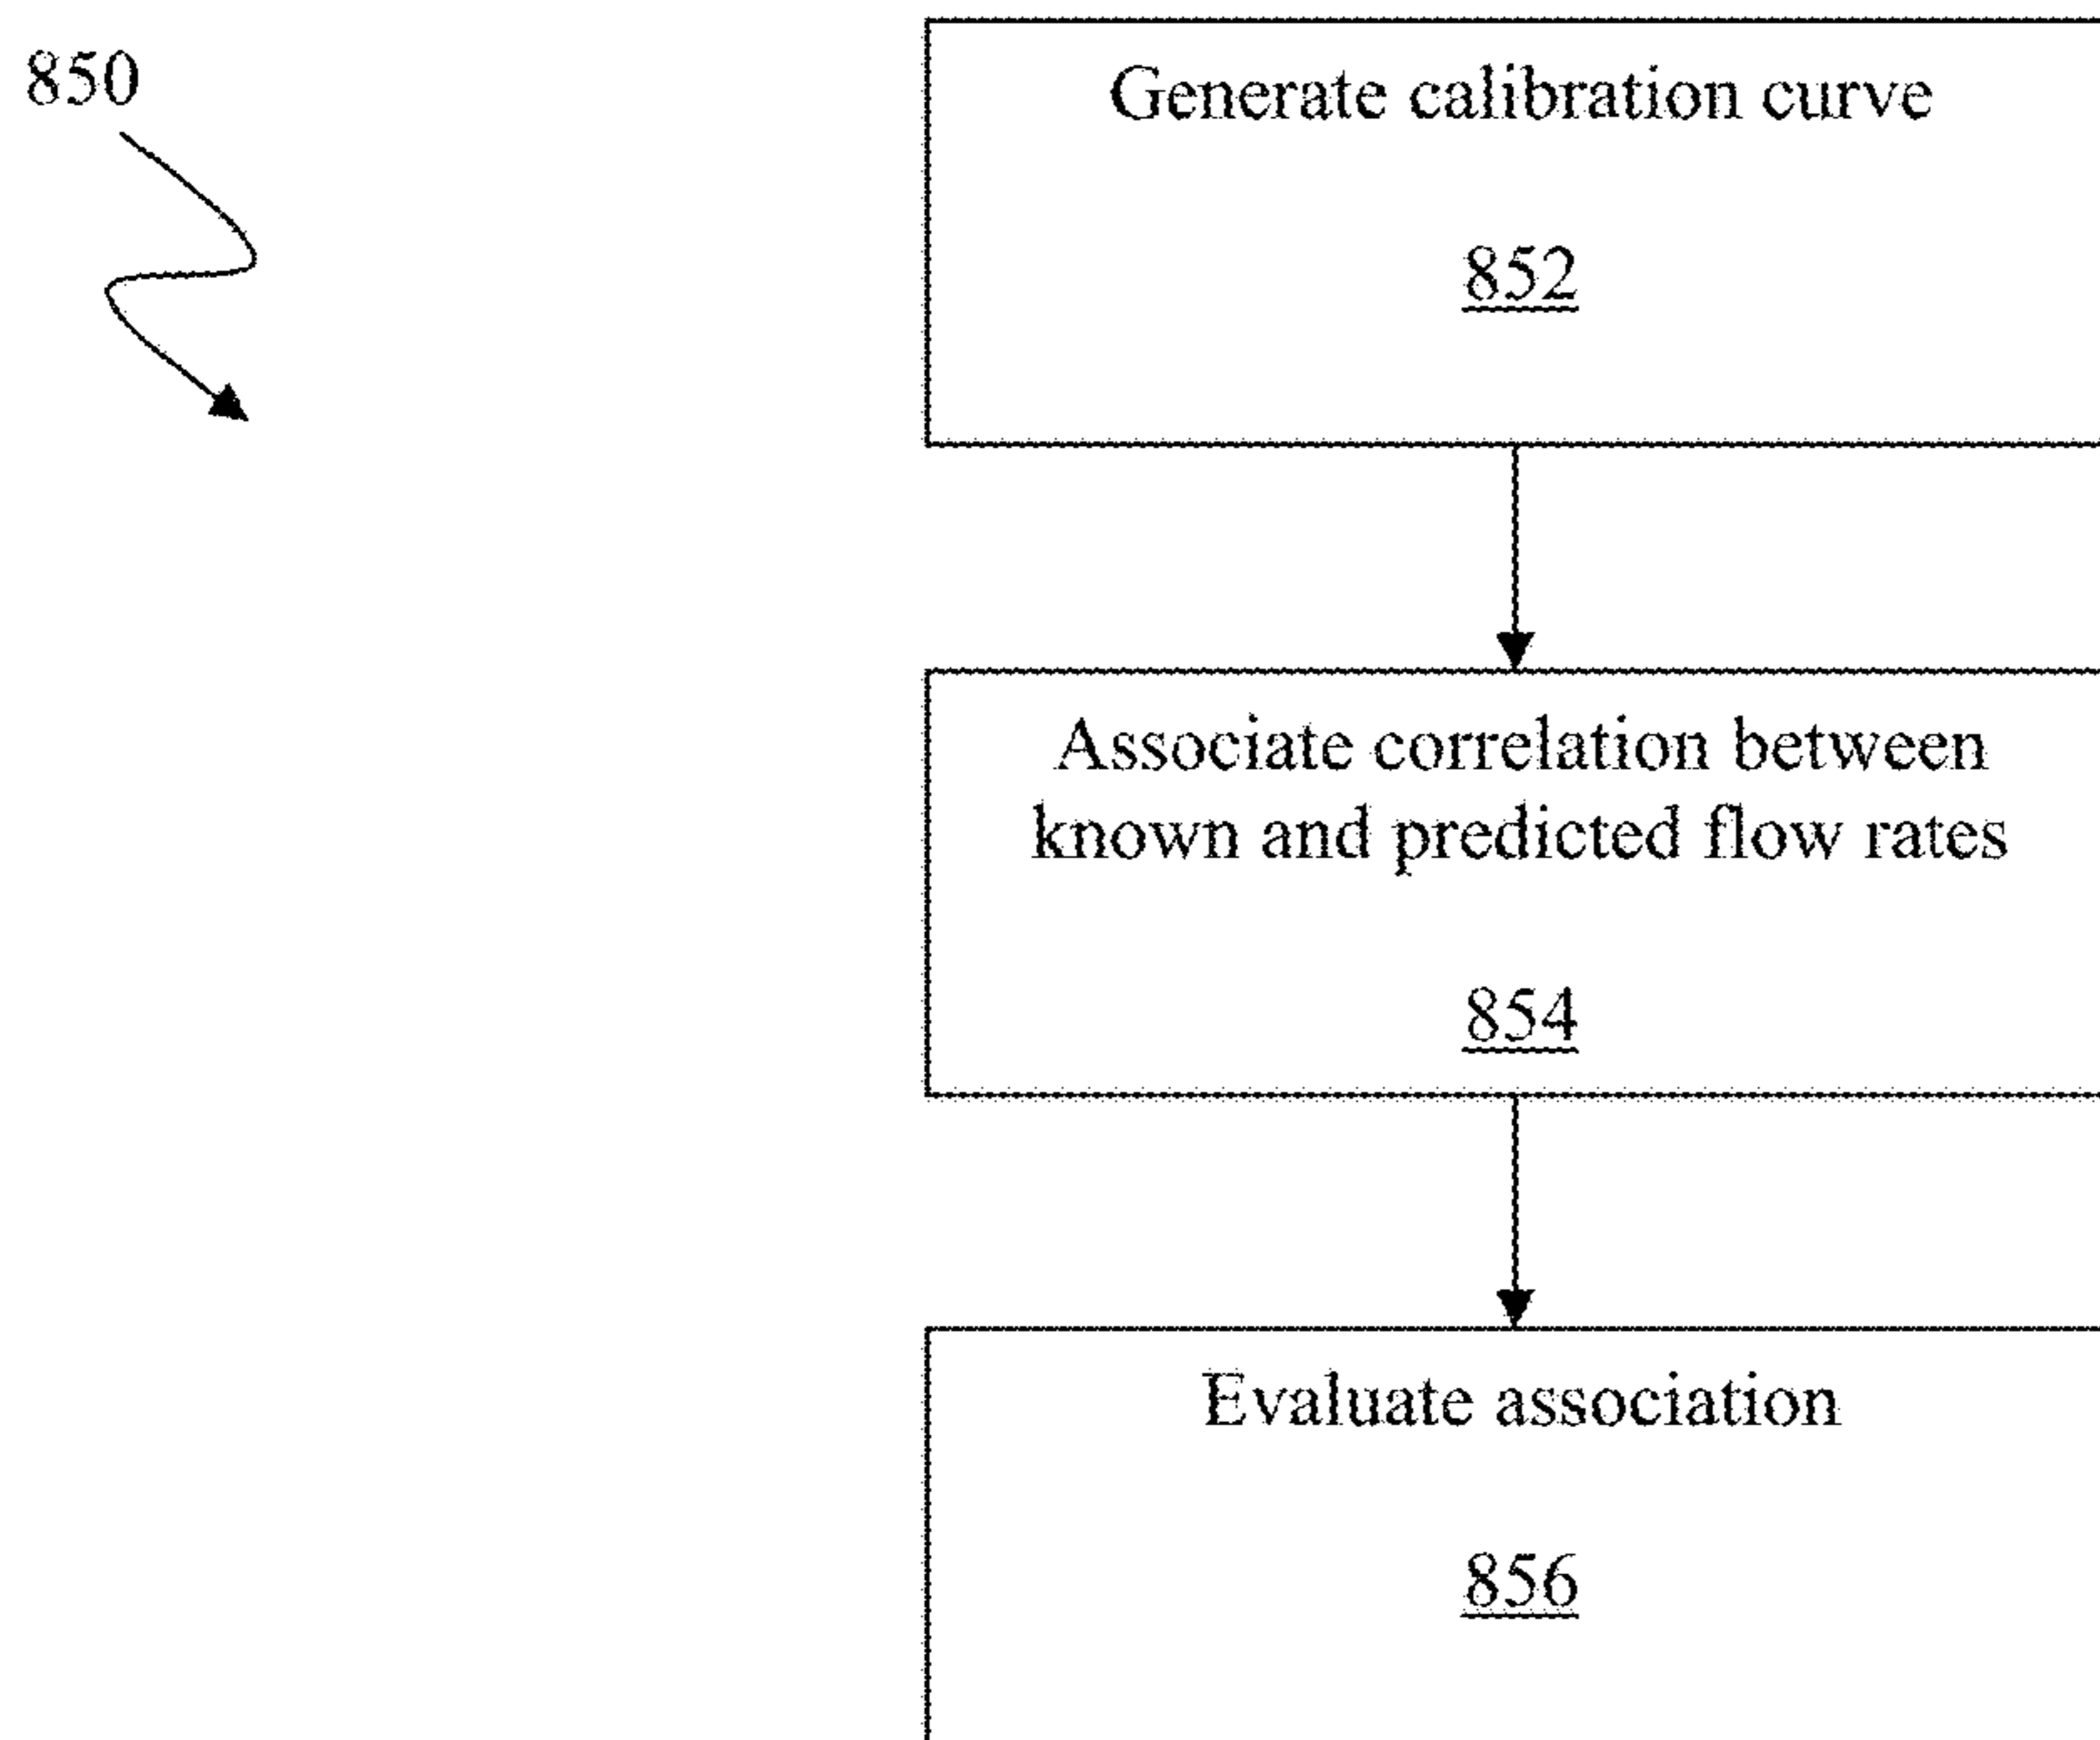 850
Generate calibration curve
852
Associate correlation between
known and predicted flow rates
854
Evaluate association
856